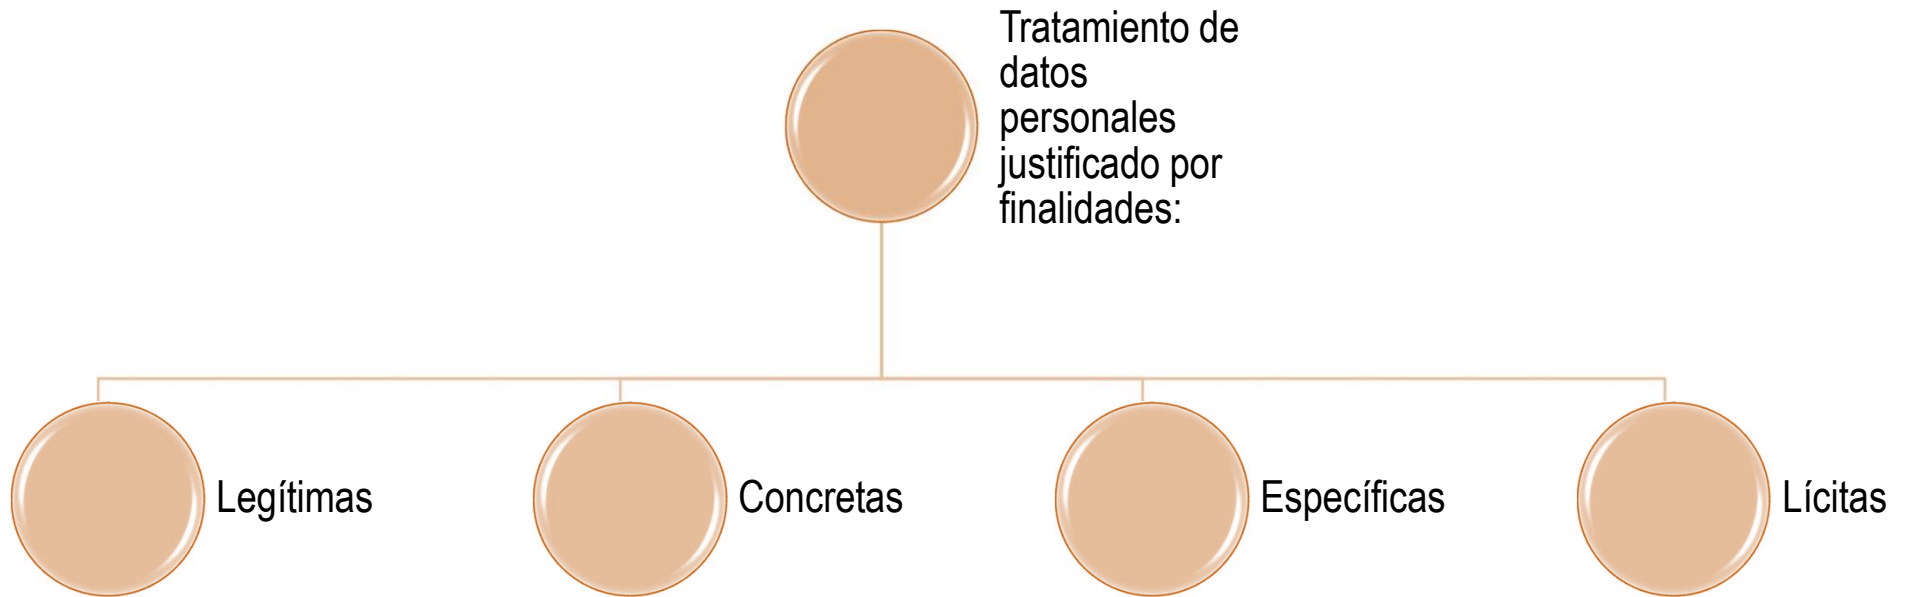 Tratamiento de
datos
personales
justificado por
finalidades:
Legítimas
Concretas
Específicas
Lícitas